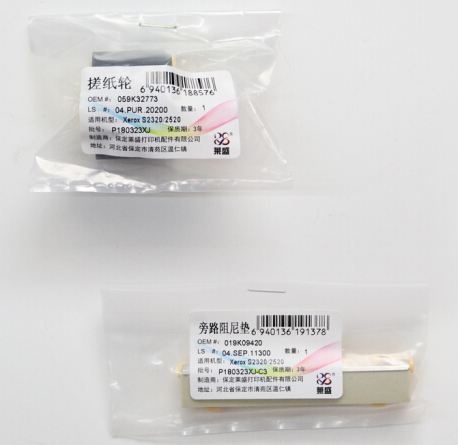 搓纸轮
6 940136 188576
OEM #: 059K32773
LS #: 04.PUR.20200 数量: 1
适用机型: Xerox S2320/2520
批号: P180323XJ 保质期: 3年
制造商: 保定莱盛打印机配件有限公司
地址: 河北省保定市清苑区温仁镇
莱盛
旁路阻尼垫
6 940136 191378
OEM #: 019K09420
LS #: 04.SEP.11300 数量: 1
适用机型: Xerox S2320/2520
批号: P180323XJ-C3 保质期: 3年
制造商: 保定莱盛打印机配件有限公司
地址: 河北省保定市清苑区温仁镇
莱盛